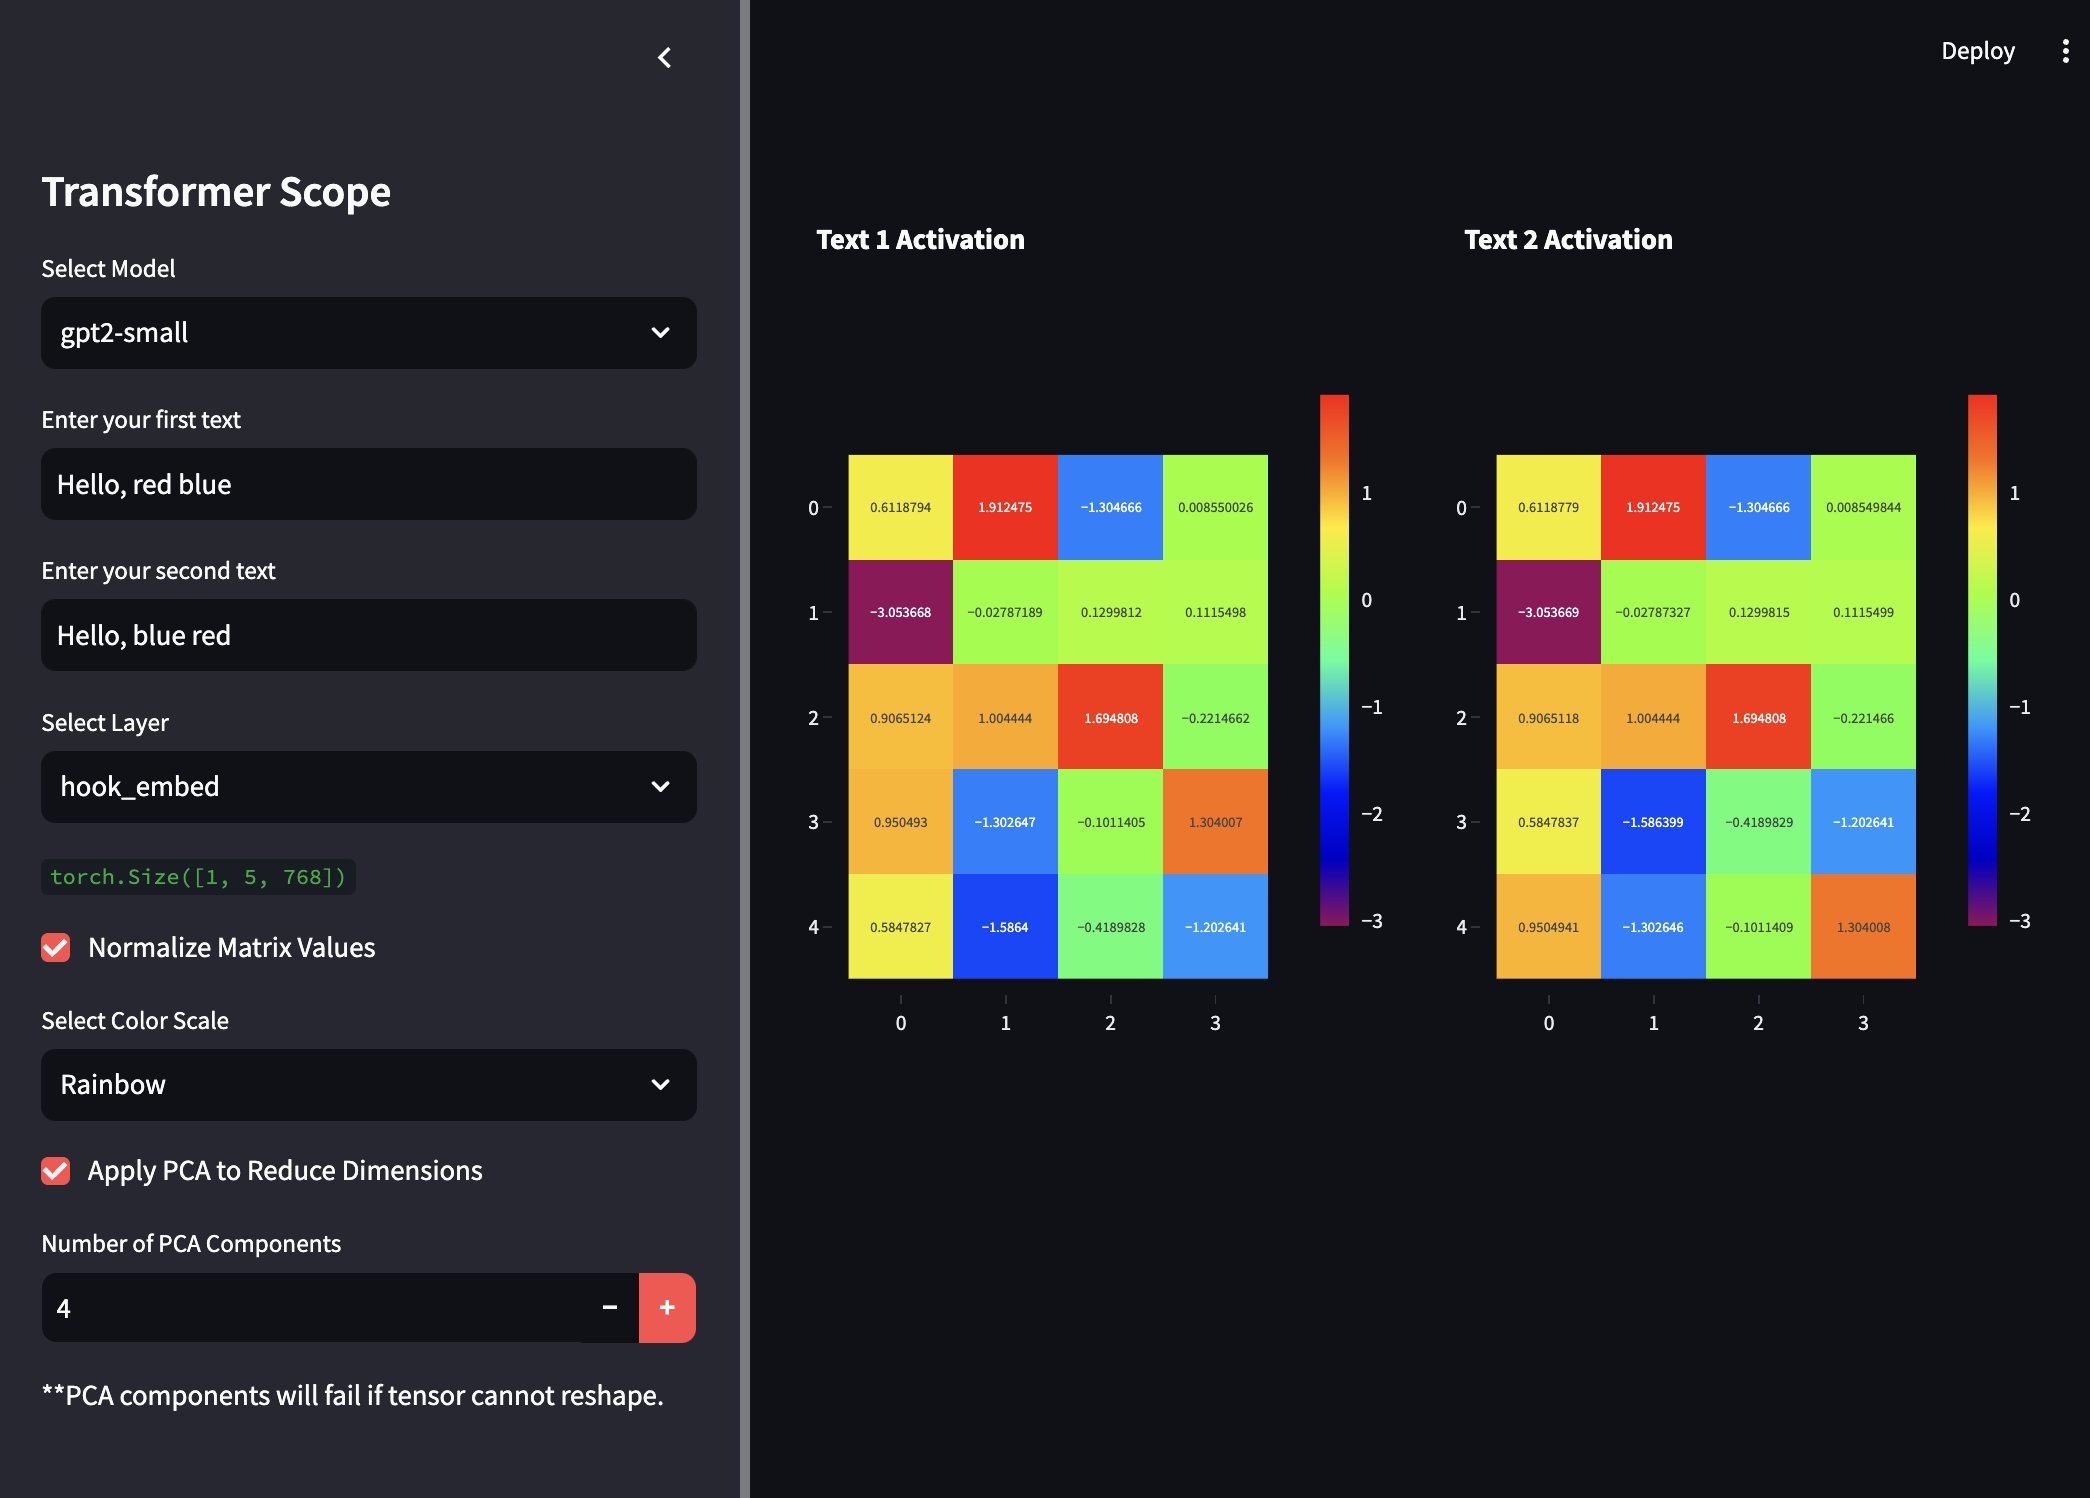 Deploy
Transformer Scope
Select Model
gpt2-small
Enter your first text
Hello, red blue
Enter your second text
Hello, blue red
Select Layer
hook_embed
torch.Size([1, 5, 768])
Normalize Matrix Values
Select Color Scale
Rainbow
Apply PCA to Reduce Dimensions
Number of PCA Components
4 − +
**PCA components will fail if tensor cannot reshape.
Text 1 Activation
0 0.6118794 1.912475 −1.304666 0.008550026
1 −3.053668 −0.02787189 0.1299812 0.1115498
2 0.9065124 1.004444 1.694808 −0.2214662
3 0.950493 −1.302647 −0.1011405 1.304007
4 0.5847827 −1.5864 −0.4189828 −1.202641
0 1 2 3
1
0
−1
−2
−3
Text 2 Activation
0 0.6118779 1.912475 −1.304666 0.008549844
1 −3.053669 −0.02787327 0.1299815 0.1115499
2 0.9065118 1.004444 1.694808 −0.221466
3 0.5847837 −1.586399 −0.4189829 −1.202641
4 0.9504941 −1.302646 −0.1011409 1.304008
0 1 2 3
1
0
−1
−2
−3